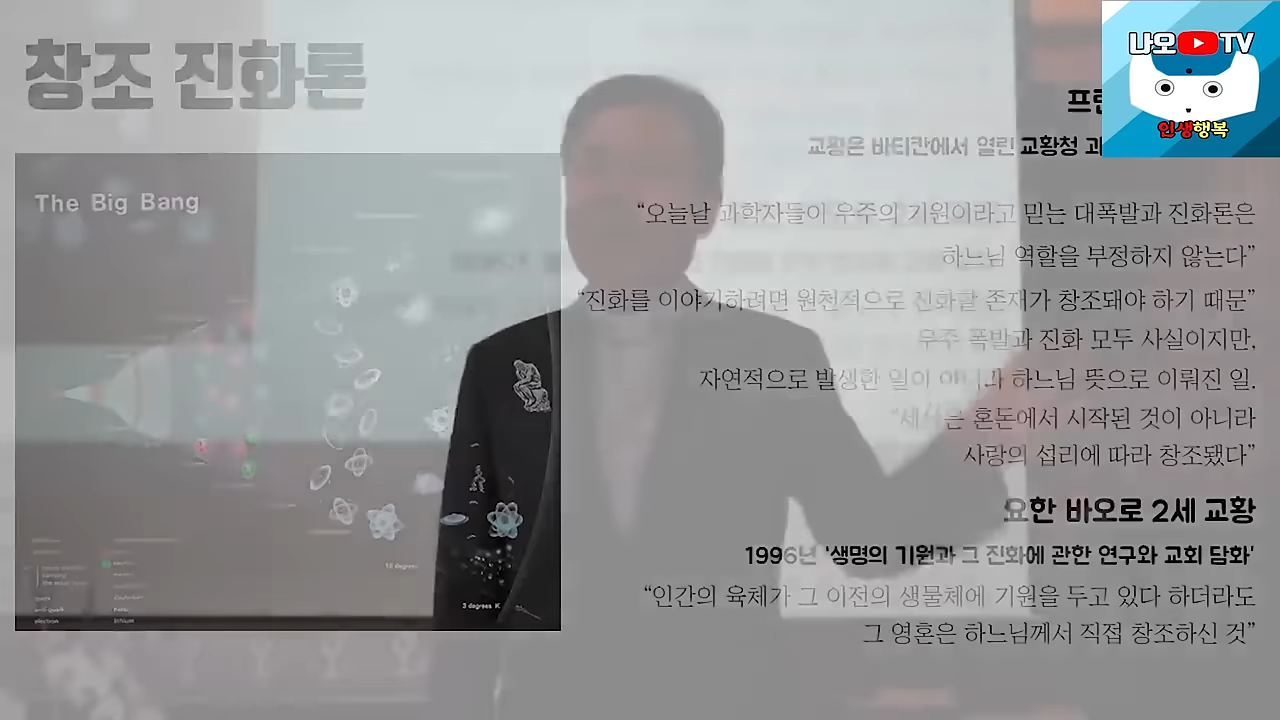 창조 진화론
나오 TV
인생행복
The Big Bang
교황은 바티칸에서 열린 교황청
“오늘날 과학자들이 우주의 기원이라고 믿는 대폭발과 진화론은
하느님 역할을 부정하지 않는다”
“진화를 이야기하려면 원천적으로 진화할 존재가 창조돼야 하기 때문”
우주 폭발과 진화 모두 사실이지만,
자연적으로 발생한 일이 아니라 하느님 뜻으로 이뤄진 일.
혼돈에서 시작된 것이 아니라
사랑의 섭리에 따라 창조됐다”
요한 바오로 2세 교황
1996년 '생명의 기원과 그 진화에 관한 연구와 교회 담화'
“인간의 육체가 그 이전의 생물체에 기원을 두고 있다 하더라도
그 영혼은 하느님께서 직접 창조하신 것”
3 degrees K
electron